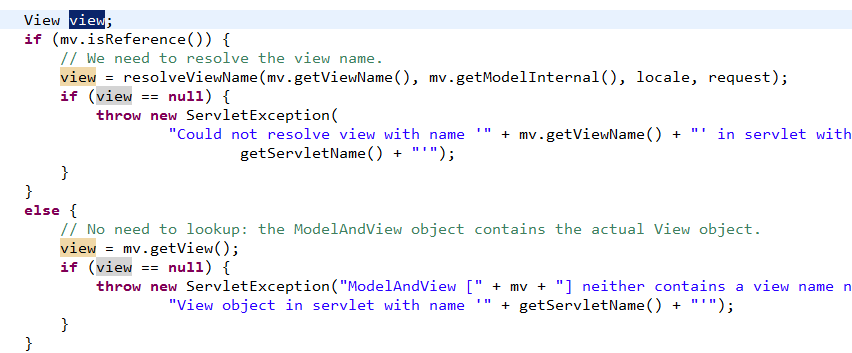 View view;
if (mv.isReference()) {
// We need to resolve the view name.
view = resolveViewName(mv.getViewName(), mv.getModelInternal(), locale, request);
if (view == null) {
throw new ServletException(
"Could not resolve view with name '" + mv.getViewName() + "' in servlet with
getServletName() + "'");
}
}
else {
// No need to lookup: the ModelAndView object contains the actual View object.
view = mv.getView();
if (view == null) {
throw new ServletException("ModelAndView [" + mv + "] neither contains a view name n
"View object in servlet with name '" + getServletName() + "'");
}
}